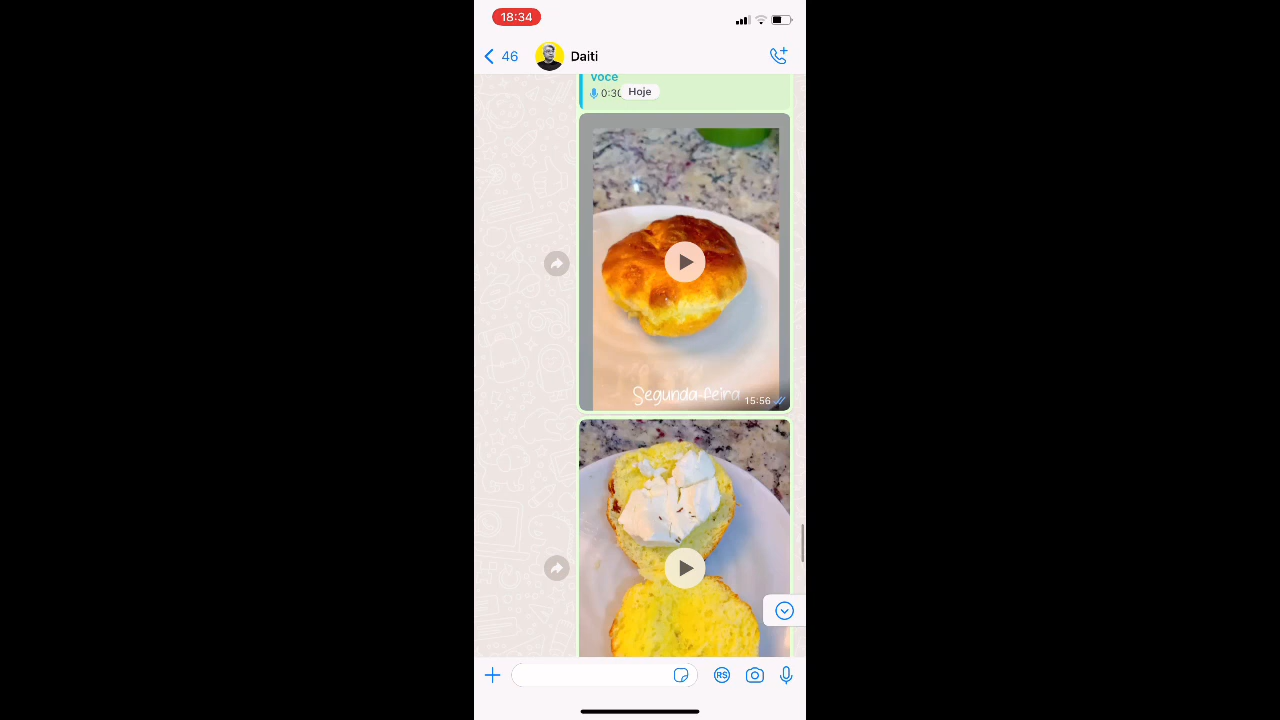 18:34
46
Daiti
Você
0:30
Hoje
Segunda-feira
15:56
R$